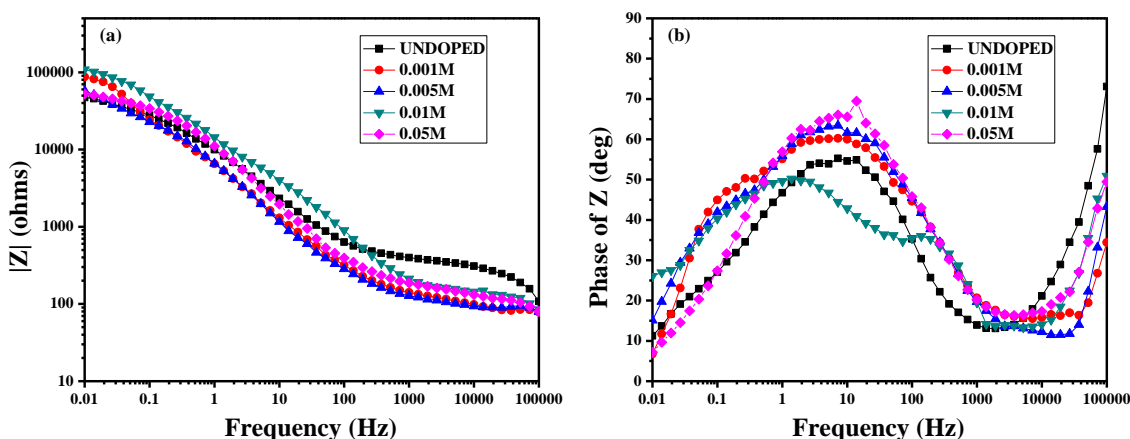 (a)
UNDOPED
0.001M
0.005M
0.01M
0.05M
100000
10000
1000
100
10
|Z| (ohms)
0.01 0.1 1 10 100 1000 10000 100000
Frequency (Hz)
(b)
UNDOPED
0.001M
0.005M
0.01M
0.05M
90
80
70
60
50
40
30
20
10
0
Phase of Z (deg)
0.01 0.1 1 10 100 1000 10000 100000
Frequency (Hz)